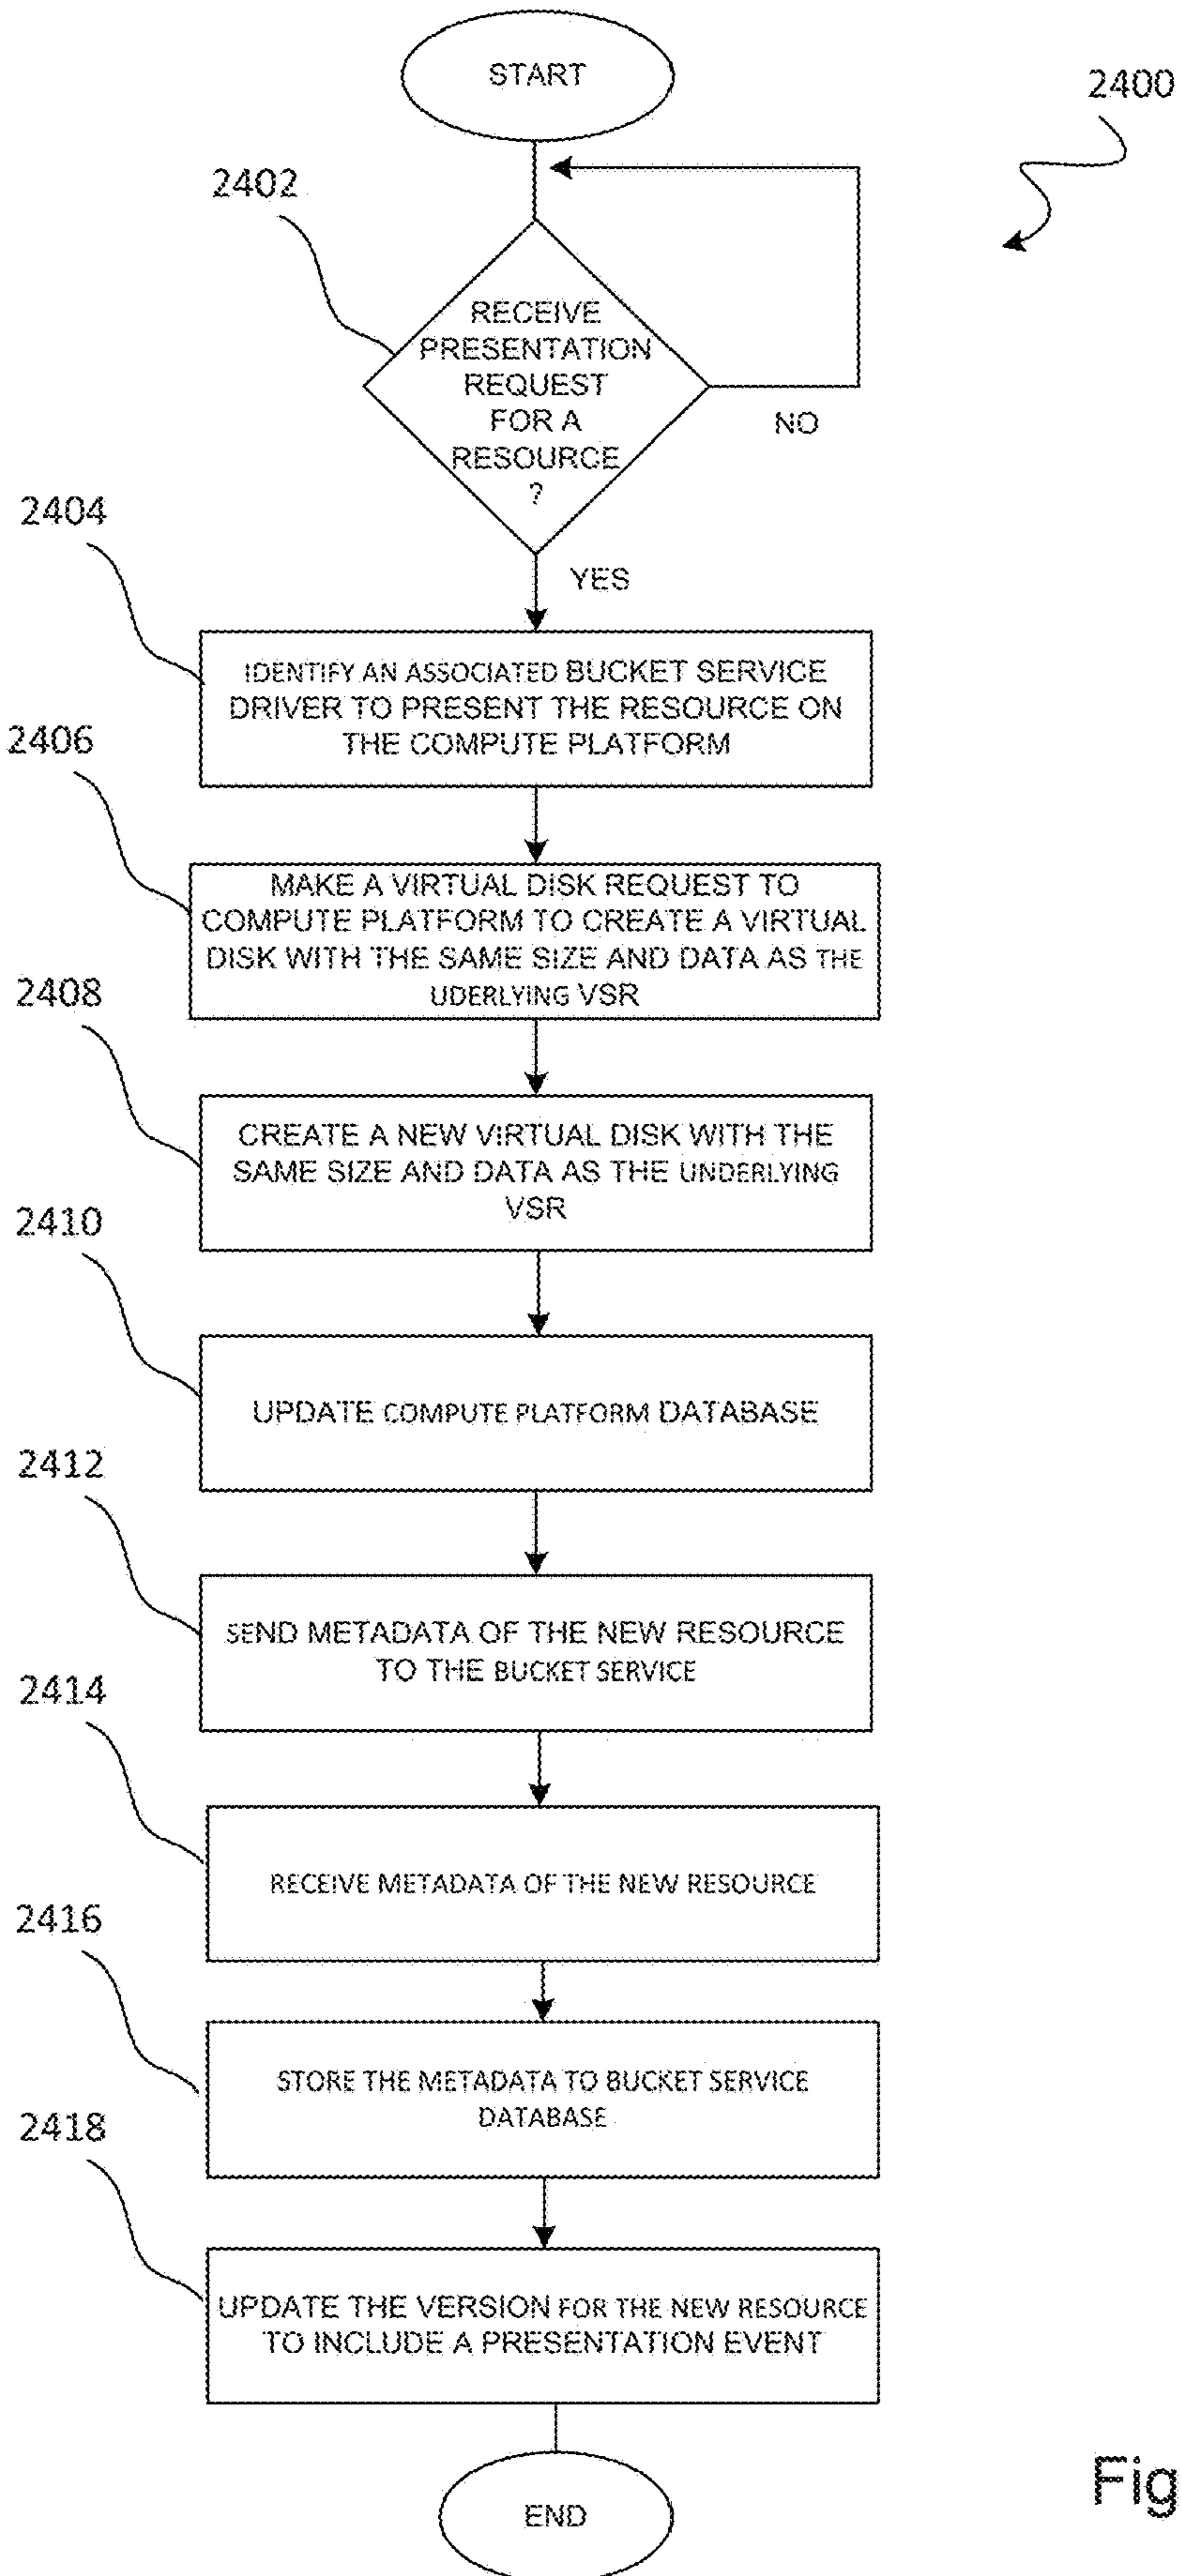 START
2400
2402
RECEIVE
PRESENTATION
REQUEST
FOR A
RESOURCE
?
NO
YES
2404
IDENTIFY AN ASSOCIATED BUCKET SERVICE
DRIVER TO PRESENT THE RESOURCE ON
THE COMPUTE PLATFORM
2406
MAKE A VIRTUAL DISK REQUEST TO
COMPUTE PLATFORM TO CREATE A VIRTUAL
DISK WITH THE SAME SIZE AND DATA AS THE
UDERLYING VSR
2408
CREATE A NEW VIRTUAL DISK WITH THE
SAME SIZE AND DATA AS THE UNDERLYING
VSR
2410
UPDATE COMPUTE PLATFORM DATABASE
2412
SEND METADATA OF THE NEW RESOURCE
TO THE BUCKET SERVICE
2414
RECEIVE METADATA OF THE NEW RESOURCE
2416
STORE THE METADATA TO BUCKET SERVICE
DATABASE
2418
UPDATE THE VERSION FOR THE NEW RESOURCE
TO INCLUDE A PRESENTATION EVENT
END
Fig